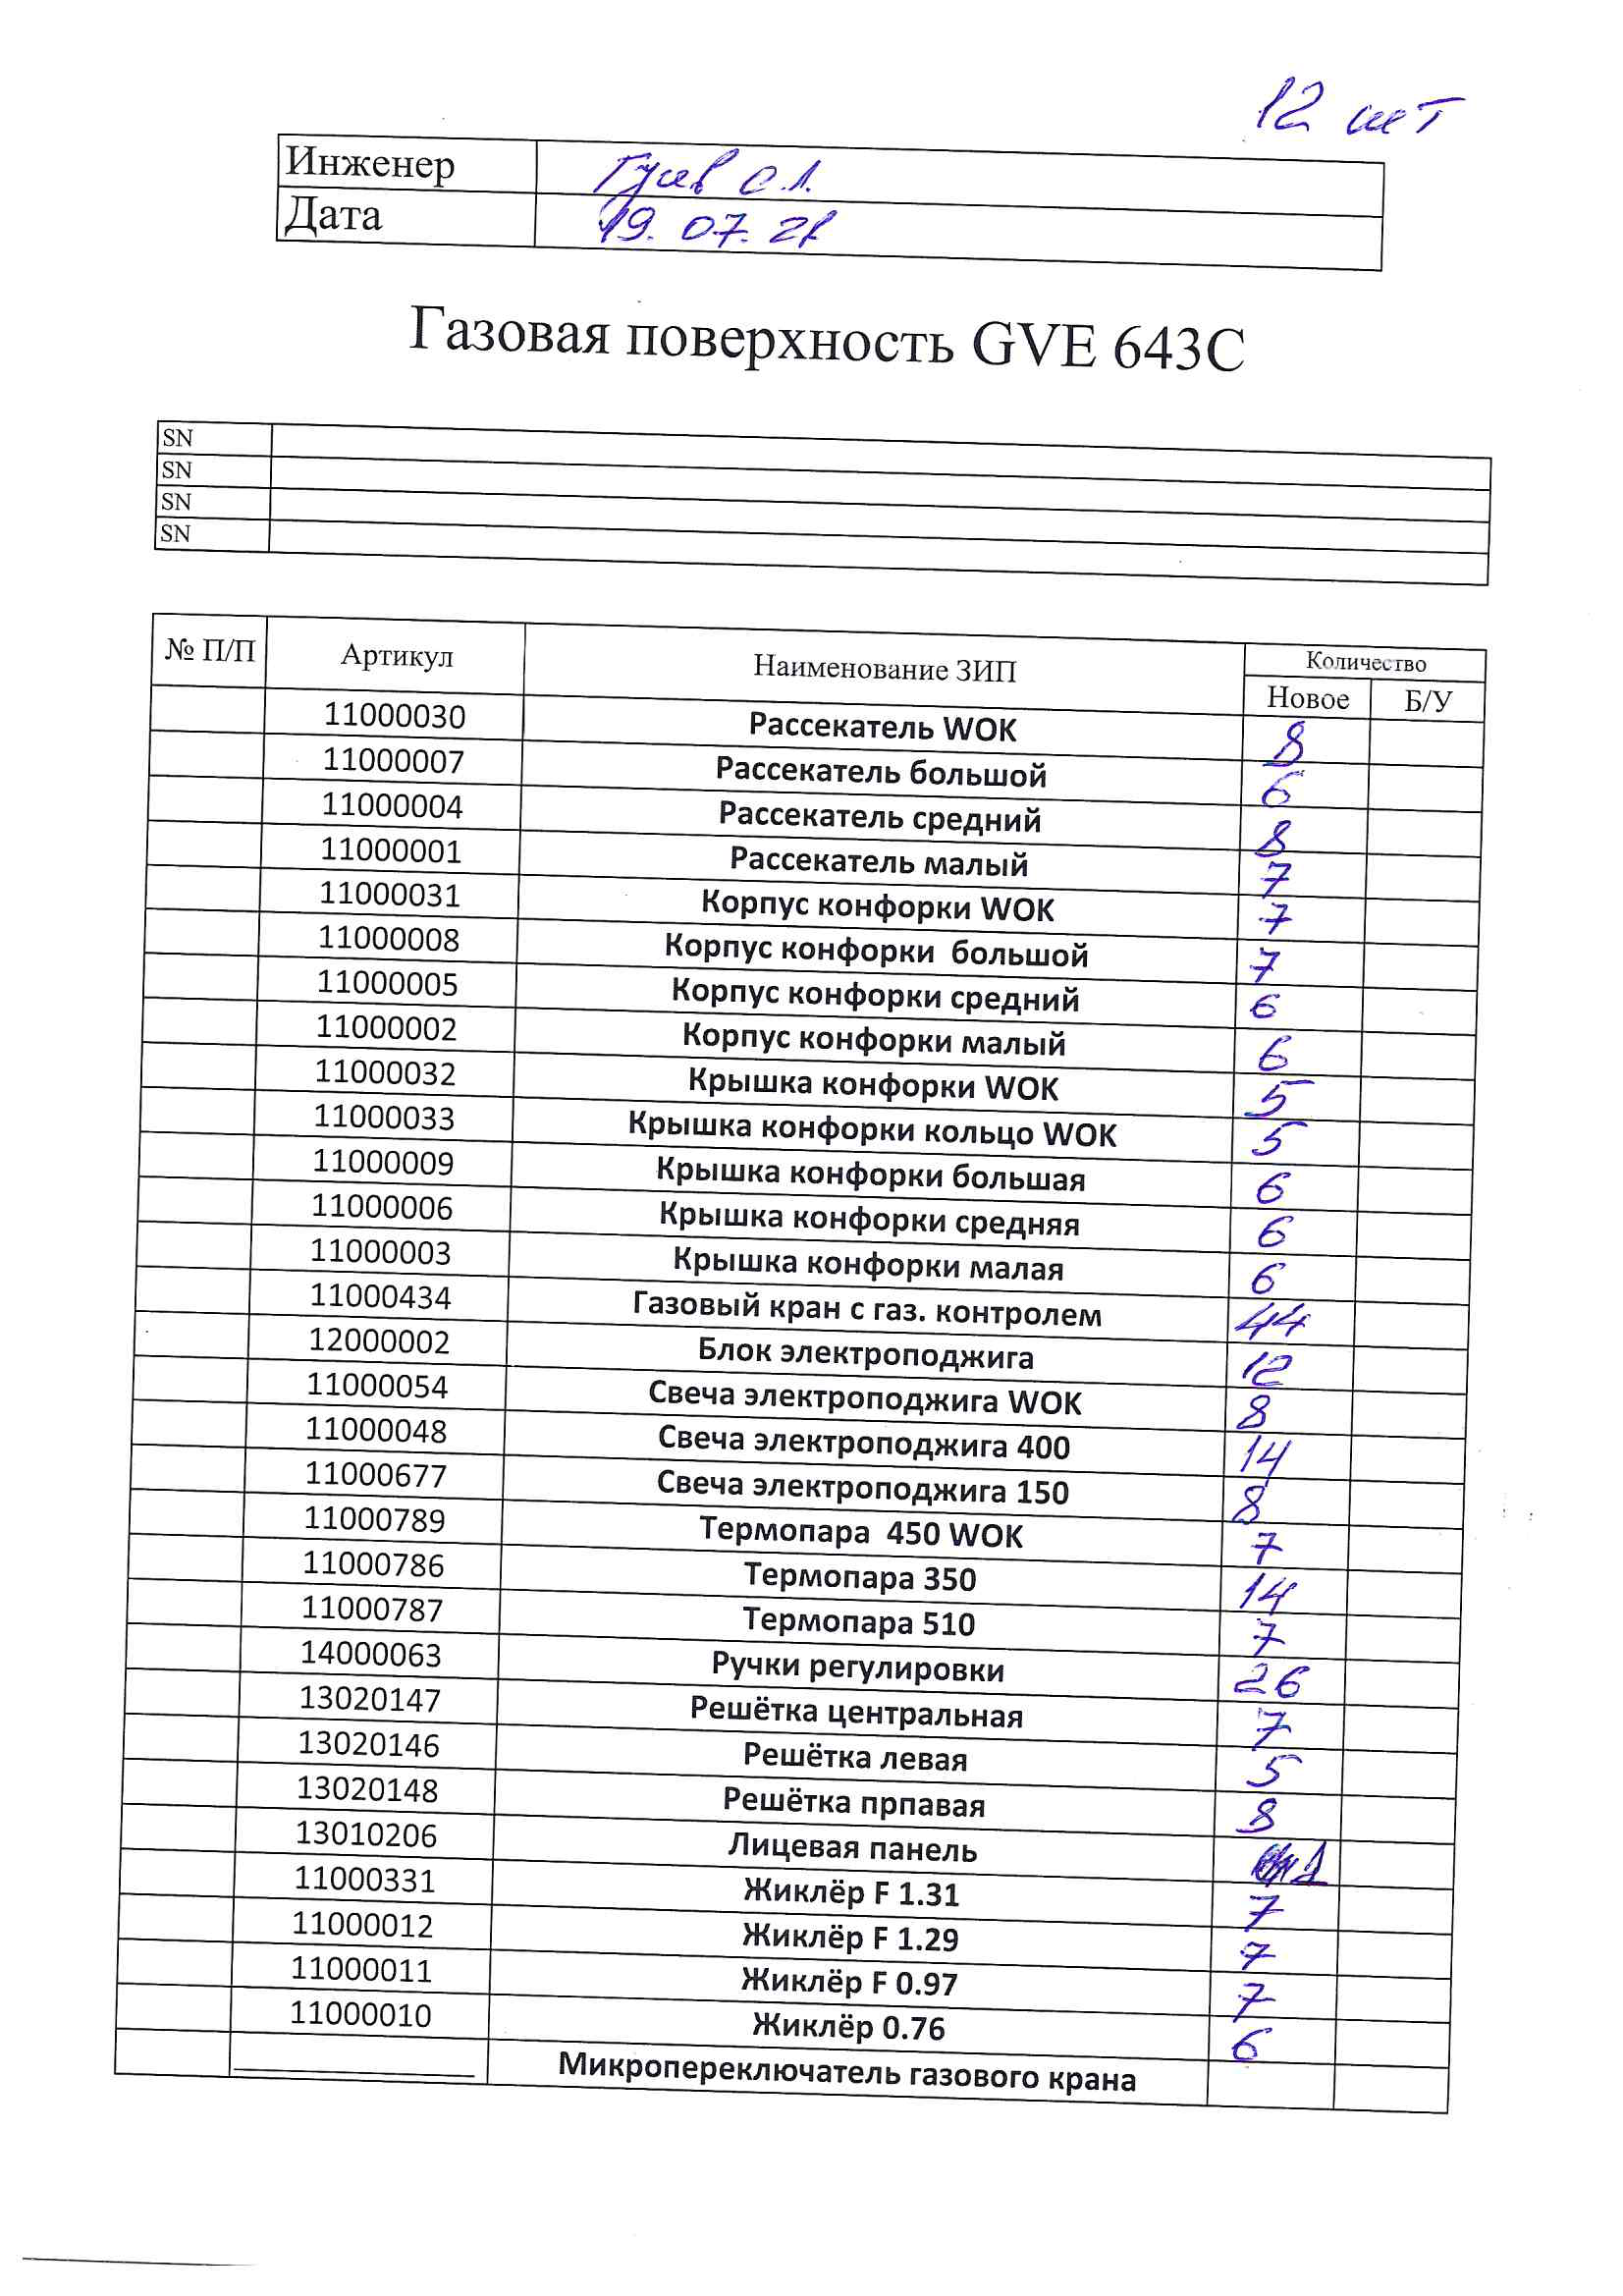 12 шт
Инженер Гусев О.Л.
Дата 19.07.21
Газовая поверхность GVE 643C
SN
SN
SN
SN
№ П/П Артикул Наименование ЗИП Количество
Новое Б/У
11000030 Рассекатель WOK 8
11000007 Рассекатель большой 6
11000004 Рассекатель средний 8
11000001 Рассекатель малый 7
11000031 Корпус конфорки WOK 7
11000008 Корпус конфорки большой 7
11000005 Корпус конфорки средний 6
11000002 Корпус конфорки малый 6
11000032 Крышка конфорки WOK 5
11000033 Крышка конфорки кольцо WOK 5
11000009 Крышка конфорки большая 6
11000006 Крышка конфорки средняя 6
11000003 Крышка конфорки малая 6
11000434 Газовый кран с газ. контролем 44
12000002 Блок электроподжига 12
11000054 Свеча электроподжига WOK 8
11000048 Свеча электроподжига 400 14
11000677 Свеча электроподжига 150 8
11000789 Термопара 450 WOK 7
11000786 Термопара 350 14
11000787 Термопара 510 7
14000063 Ручки регулировки 26
13020147 Решётка центральная 7
13020146 Решётка левая 5
13020148 Решётка прпавая 8
13010206 Лицевая панель 1
11000331 Жиклёр F 1.31 7
11000012 Жиклёр F 1.29 7
11000011 Жиклёр F 0.97 7
11000010 Жиклёр 0.76 6
Микропереключатель газового крана